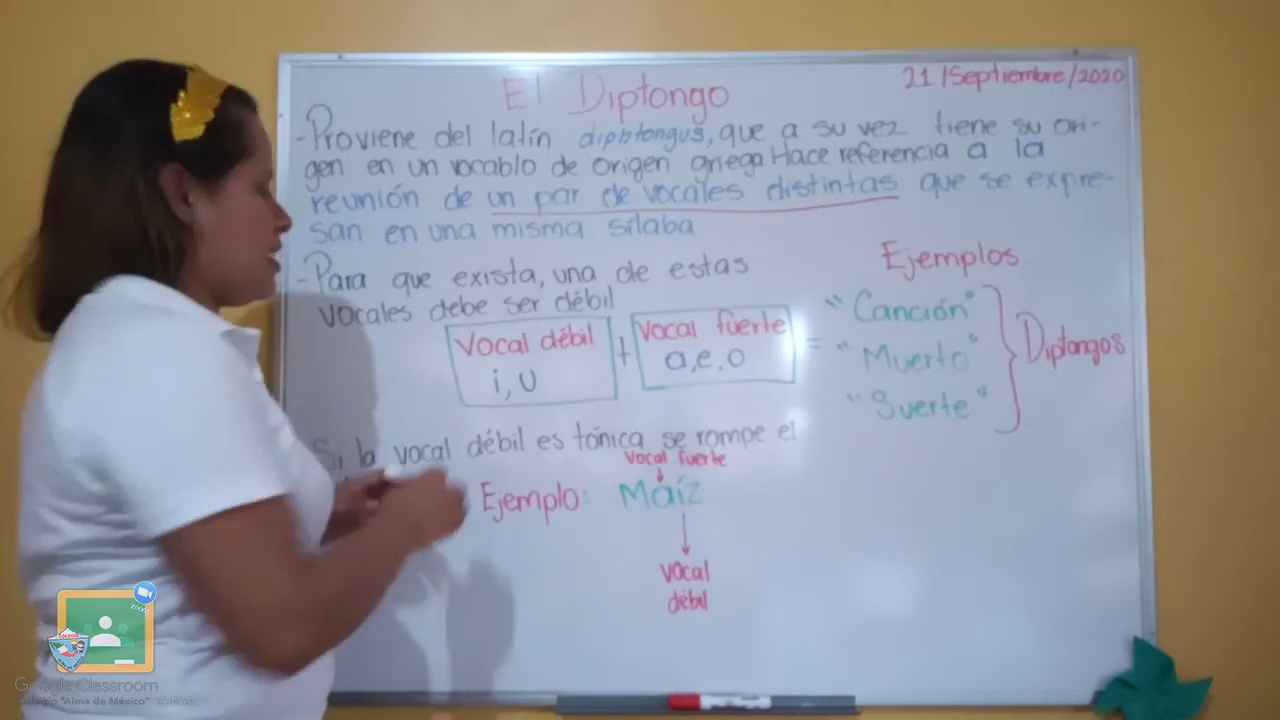 El Diptongo
21/Septiembre/2020
-Proviene del latín diphtongus, que a su vez tiene su ori-
gen en un vocablo de origen griega Hace referencia a la
reunión de un par de vocales distintas que se expre-
san en una misma sílaba
-Para que exista, una de estas
vocales debe ser débil
Vocal débil
i, U
+
Vocal fuerte
a, e, o
=
Ejemplos
"Canción"
"Muerto"
"Suerte"
Diptongos
Si la vocal débil es tónica se rompe el
Ejemplo:
Vocal fuerte
Maíz
vocal
débil
COLEGIO
zoom
Google Classroom
Colegio "Alma de México"